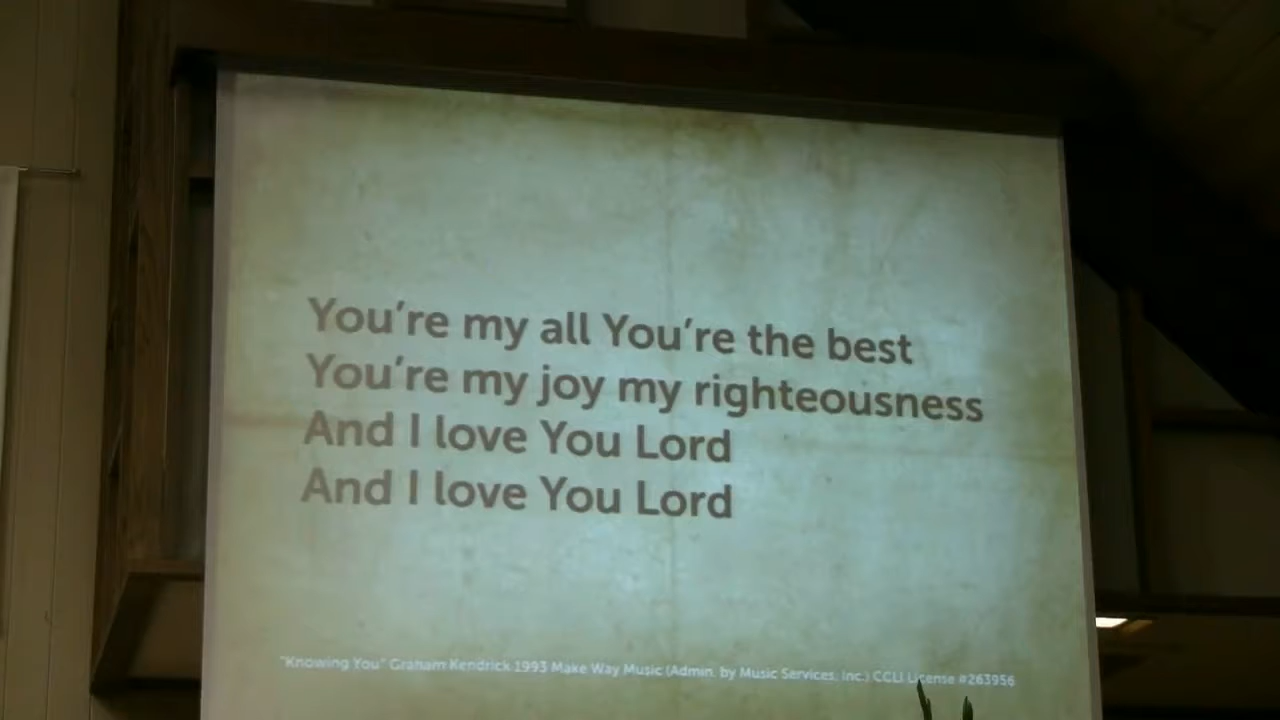 You're my all You're the best
You're my joy my righteousness
And I love You Lord
And I love You Lord
"Knowing You" Graham Kendrick 1993 Make Way Music (Admin. by Music Services, Inc.) CCLI License #263956